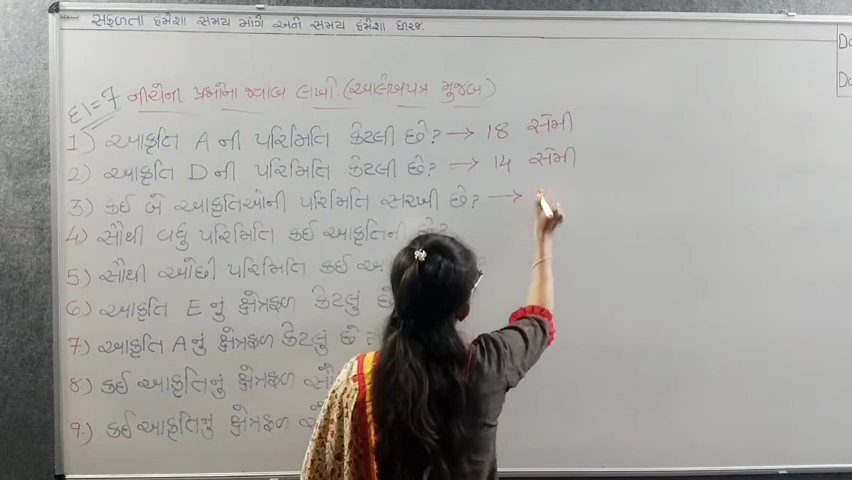 સફળતા હંમેશા સમય માંગે અને સમય હંમેશા ધીરજ.
દા=7 નીચેના પ્રશ્નોના જવાબ લખો (આલેખપત્ર મુજબ)
1) આકૃતિ A ની પરિમિતિ કેટલી છે? → 18 સેમી
2) આકૃતિ D ની પરિમિતિ કેટલી છે? → 14 સેમી
3) કઈ બે આકૃતિઓની પરિમિતિ સરખી છે? →
4) સૌથી વધુ પરિમિતિ કઈ આકૃતિની
5) સૌથી ઓછી પરિમિતિ કઈ
6) આકૃતિ E નું ક્ષેત્રફળ કેટલું
7) આકૃતિ A નું ક્ષેત્રફળ કેટલું છે?
8) કઈ આકૃતિનું ક્ષેત્રફળ
9) કઈ આકૃતિનું ક્ષેત્રફળ